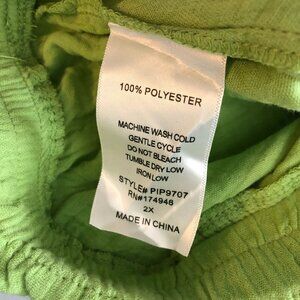 100% POLYESTER
MACHINE WASH COLD
GENTLE CYCLE
DO NOT BLEACH
TUMBLE DRY LOW
IRON LOW
STYLE# PIP9707
RN#174948
2X
MADE IN CHINA